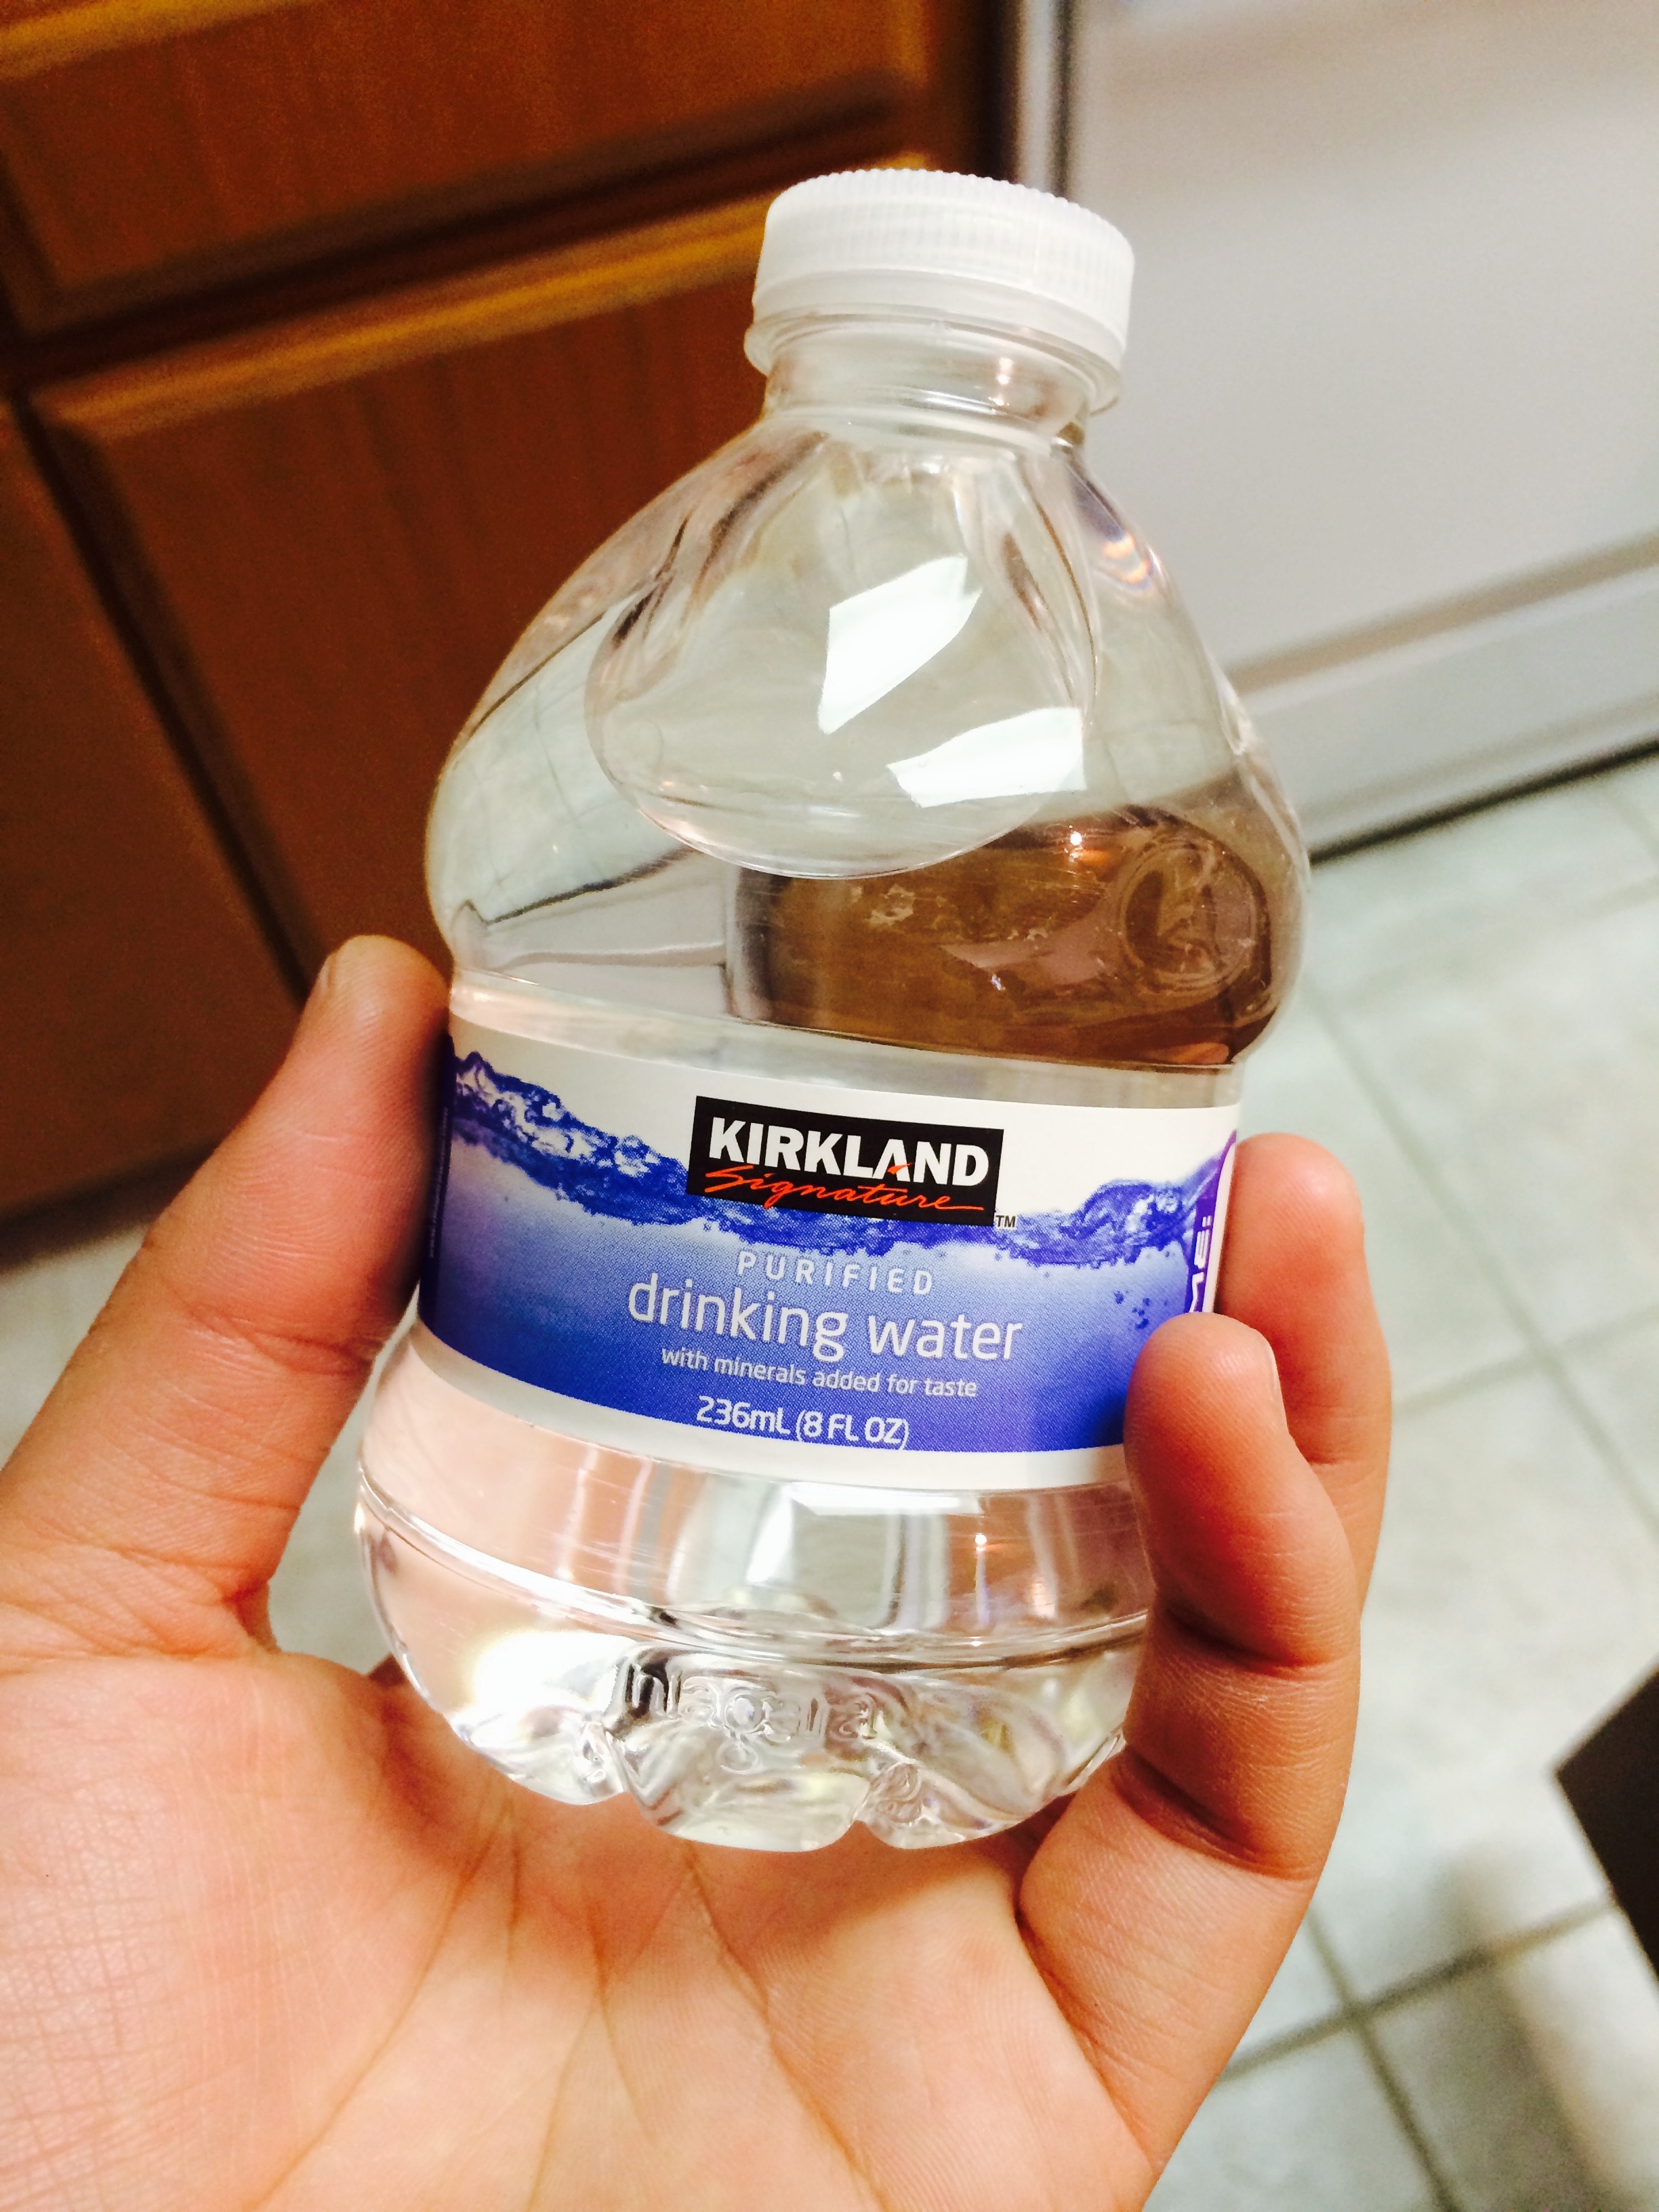 KIRKLAND
Signature
TM
PURIFIED
drinking water
with minerals added for taste
236mL (8 FL OZ)
niagara